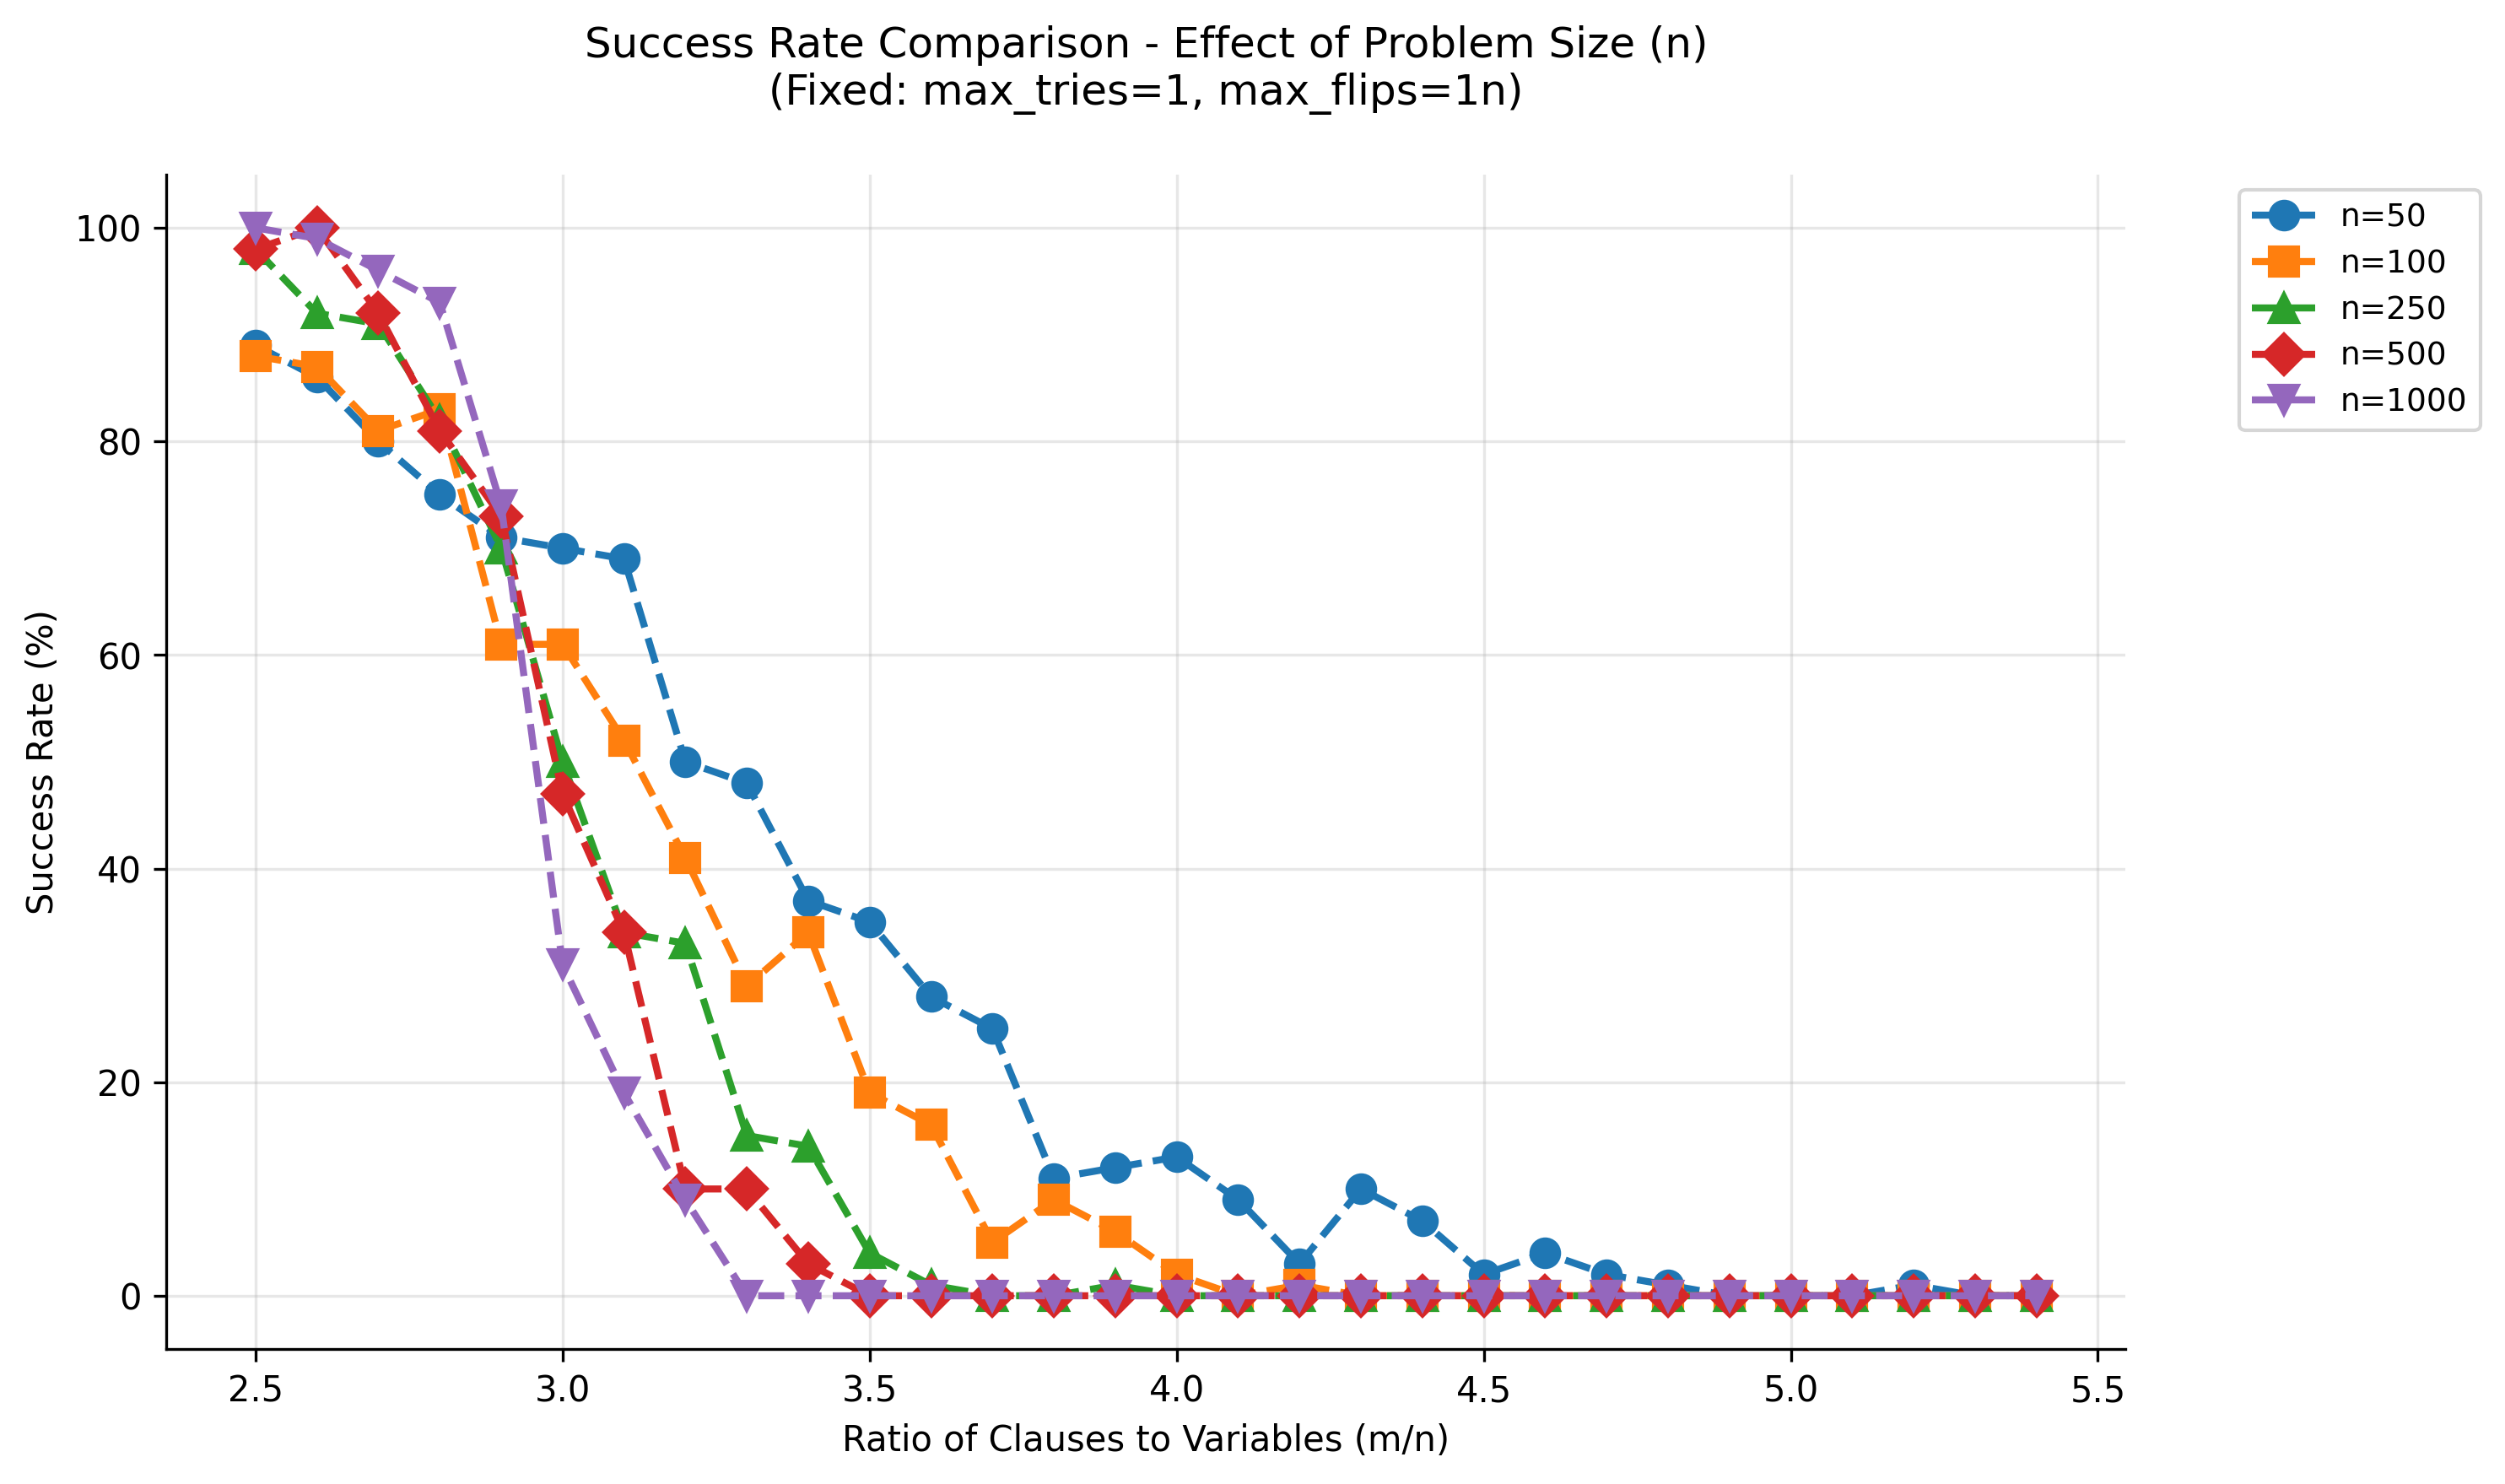 Success Rate Comparison - Effect of Problem Size (n)
(Fixed: max_tries=1, max_flips=1n)
100
80
60
40
20
0
Success Rate (%)
2.5 3.0 3.5 4.0 4.5 5.0 5.5
Ratio of Clauses to Variables (m/n)
n=50
n=100
n=250
n=500
n=1000